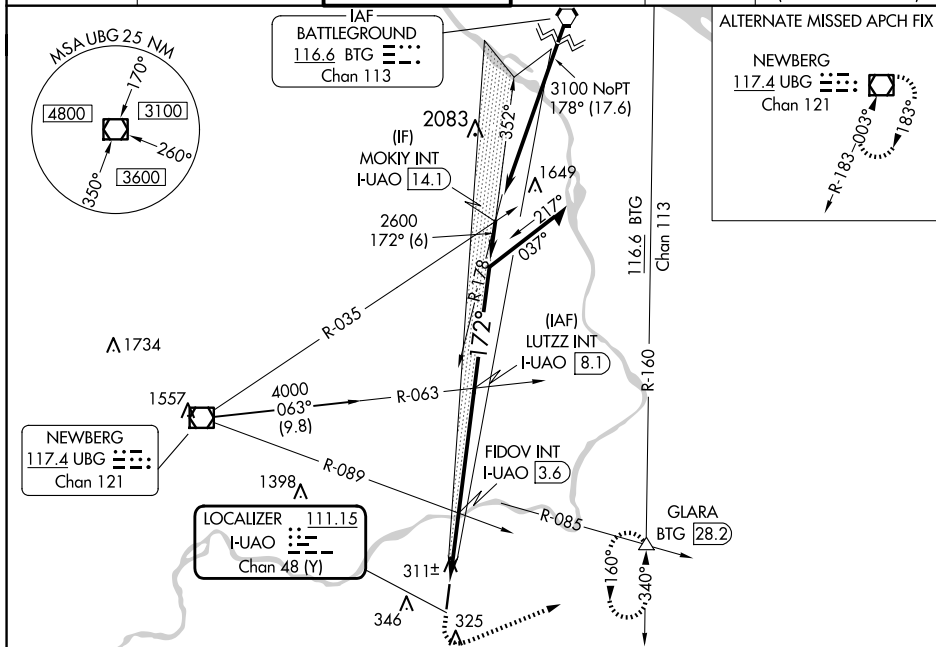 IAF
BATTLEGROUND
116.6 BTG
Chan 113
MSA UBG 25 NM
170°
4800
3100
260°
3600
350°
3100 NoPT
178° (17.6)
352°
2083
(IF)
MOKIY INT
I-UAO 14.1
1649
217°
037°
2600
172° (6)
R-178
172°
R-035
(IAF)
LUTZZ INT
I-UAO 8.1
116.6 BTG
Chan 113
R-160
1734
1557
4000
063°
(9.8)
R-063
NEWBERG
117.4 UBG
Chan 121
R-089
1398
FIDOV INT
I-UAO 3.6
R-085
GLARA
BTG 28.2
160°
340°
LOCALIZER 111.15
I-UAO
Chan 48 (Y)
311±
346
325
ALTERNATE MISSED APCH FIX
NEWBERG
117.4 UBG
Chan 121
R-183
003°
183°